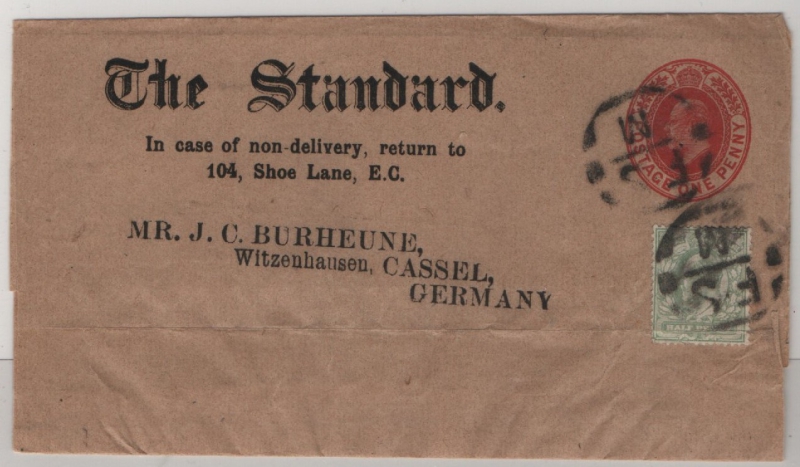 The Standard.
In case of non-delivery, return to
104, Shoe Lane, E.C.
POSTAGE ONE PENNY
MR. J. C. BURHEUNE,
Witzenhausen, CASSEL,
GERMANY
HALF